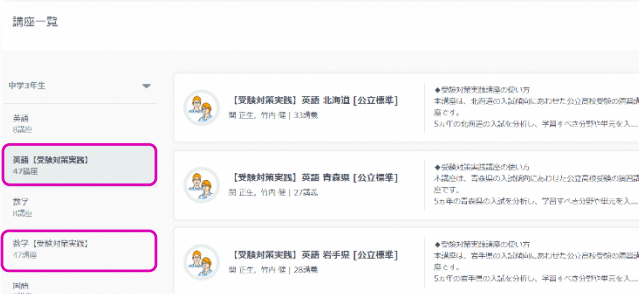 講座一覧
中学3年生
英語
8講座
英語【受験対策実践】
47講座
数学
8講座
数学【受験対策実践】
47講座
国語
【受験対策実践】英語 北海道 [公立標準]
関 正生, 竹内 健 | 33講義
◆受験対策実践講座の使い方
本講座は、北海道の入試傾向にあわせた公立高校受験の演習講
座です。
5ヵ年の北海道の入試を分析し、学習すべき分野や単元を入...
【受験対策実践】英語 青森県 [公立標準]
関 正生, 竹内 健 | 27講義
◆受験対策実践講座の使い方
本講座は、青森県の入試傾向にあわせた公立高校受験の演習講
座です。
5ヵ年の青森県の入試を分析し、学習すべき分野や単元を入...
【受験対策実践】英語 岩手県 [公立標準]
関 正生, 竹内 健 | 28講義
◆受験対策実践講座の使い方
本講座は、岩手県の入試傾向にあわせた公立高校受験の演習講
座です。
5ヵ年の岩手県の入試を分析し、学習すべき分野や単元を入...